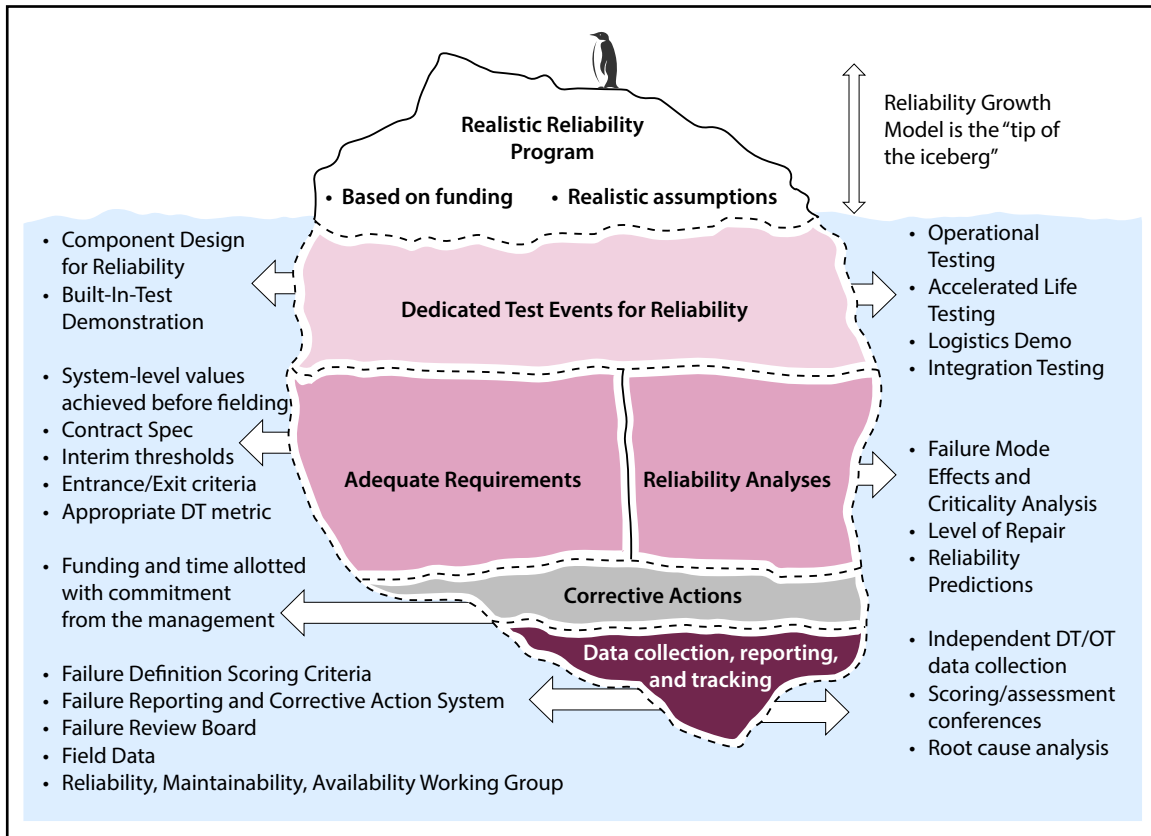 Realistic Reliability
Program
• Based on funding
• Realistic assumptions
Reliability Growth
Model is the “tip of
the iceberg”
• Component Design
for Reliability
• Built-In-Test
Demonstration
Dedicated Test Events for Reliability
• Operational
Testing
• Accelerated Life
Testing
• Logistics Demo
• Integration Testing
• System-level values
achieved before fielding
• Contract Spec
• Interim thresholds
• Entrance/Exit criteria
• Appropriate DT metric
Adequate Requirements
Reliability Analyses
• Failure Mode
Effects and
Criticality Analysis
• Level of Repair
• Reliability
Predictions
• Funding and time allotted
with commitment
from the management
Corrective Actions
Data collection, reporting,
and tracking
• Failure Definition Scoring Criteria
• Failure Reporting and Corrective Action System
• Failure Review Board
• Field Data
• Reliability, Maintainability, Availability Working Group
• Independent DT/OT
data collection
• Scoring/assessment
conferences
• Root cause analysis